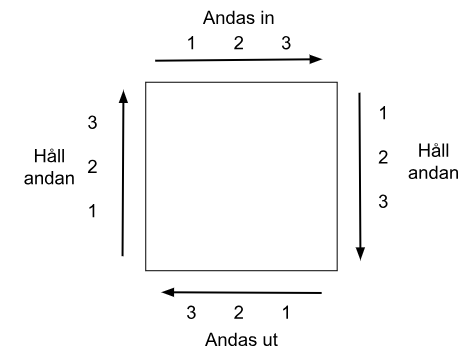 Andas in
1 2 3
3
2
1
Håll
andan
1
2
3
Håll
andan
3 2 1
Andas ut